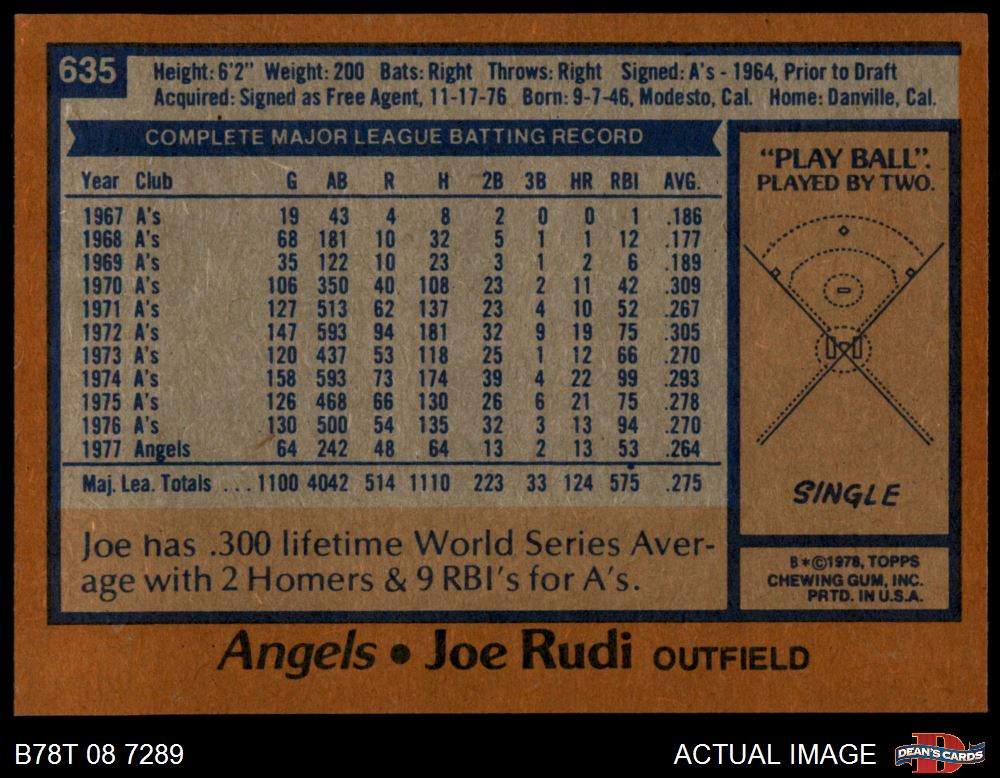 635
Height: 6'2" Weight: 200 Bats: Right Throws: Right Signed: A's - 1964, Prior to Draft
Acquired: Signed as Free Agent, 11-17-76 Born: 9-7-46, Modesto, Cal. Home: Danville, Cal.
COMPLETE MAJOR LEAGUE BATTING RECORD
Year Club G AB R H 2B 3B HR RBI AVG.
1967 A's 19 43 4 8 2 0 0 1 .186
1968 A's 68 181 10 32 5 1 1 12 .177
1969 A's 35 122 10 23 3 1 2 6 .189
1970 A's 106 350 40 108 23 2 11 42 .309
1971 A's 127 513 62 137 23 4 10 52 .267
1972 A's 147 593 94 181 32 9 19 75 .305
1973 A's 120 437 53 118 25 1 12 66 .270
1974 A's 158 593 73 174 39 4 22 99 .293
1975 A's 126 468 66 130 26 6 21 75 .278
1976 A's 130 500 54 135 32 3 13 94 .270
1977 Angels 64 242 48 64 13 2 13 53 .264
Maj. Lea. Totals ... 1100 4042 514 1110 223 33 124 575 .275
Joe has .300 lifetime World Series Aver-
age with 2 Homers & 9 RBI's for A's.
"PLAY BALL".
PLAYED BY TWO.
SINGLE
B*©1978, TOPPS
CHEWING GUM, INC.
PRTD. IN U.S.A.
Angels • Joe Rudi OUTFIELD
B78T 08 7289
ACTUAL IMAGE
DEAN'S CARDS